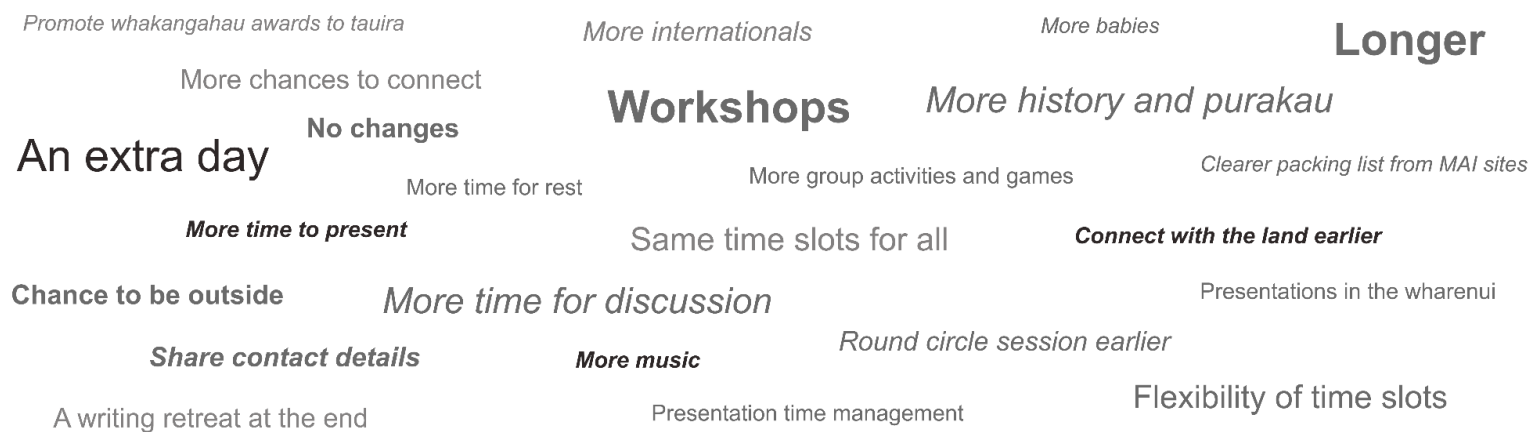 Promote whakangahau awards to tauira
More internationals
More babies
Longer
More chances to connect
Workshops
More history and purakau
No changes
An extra day
More time for rest
More group activities and games
Clearer packing list from MAI sites
More time to present
Same time slots for all
Connect with the land earlier
Chance to be outside
More time for discussion
Presentations in the wharenui
Share contact details
More music
Round circle session earlier
Flexibility of time slots
A writing retreat at the end
Presentation time management